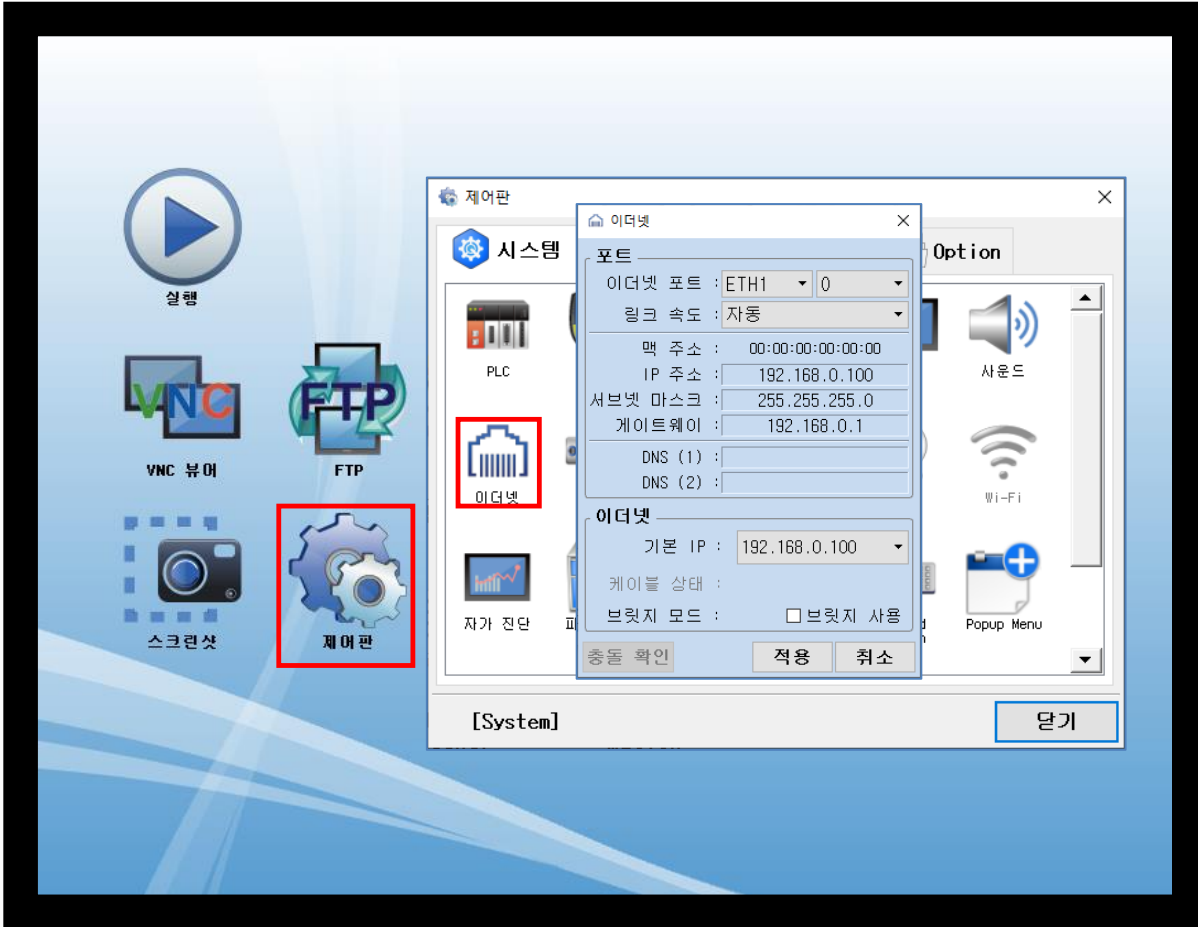 실행
VNC 뷰어
FTP
스크린샷
제어판
VNC
FTP
제어판
시스템
Option
PLC
사운드
이더넷
Wi-Fi
자가 진단
Popup Menu
[System]
닫기
이더넷
포트
이더넷 포트 : ETH1 0
링크 속도 : 자동
맥 주소 : 00:00:00:00:00:00
IP 주소 : 192.168.0.100
서브넷 마스크 : 255.255.255.0
게이트웨이 : 192.168.0.1
DNS (1) :
DNS (2) :
이더넷
기본 IP : 192.168.0.100
케이블 상태 :
브릿지 모드 : 브릿지 사용
충돌 확인 적용 취소